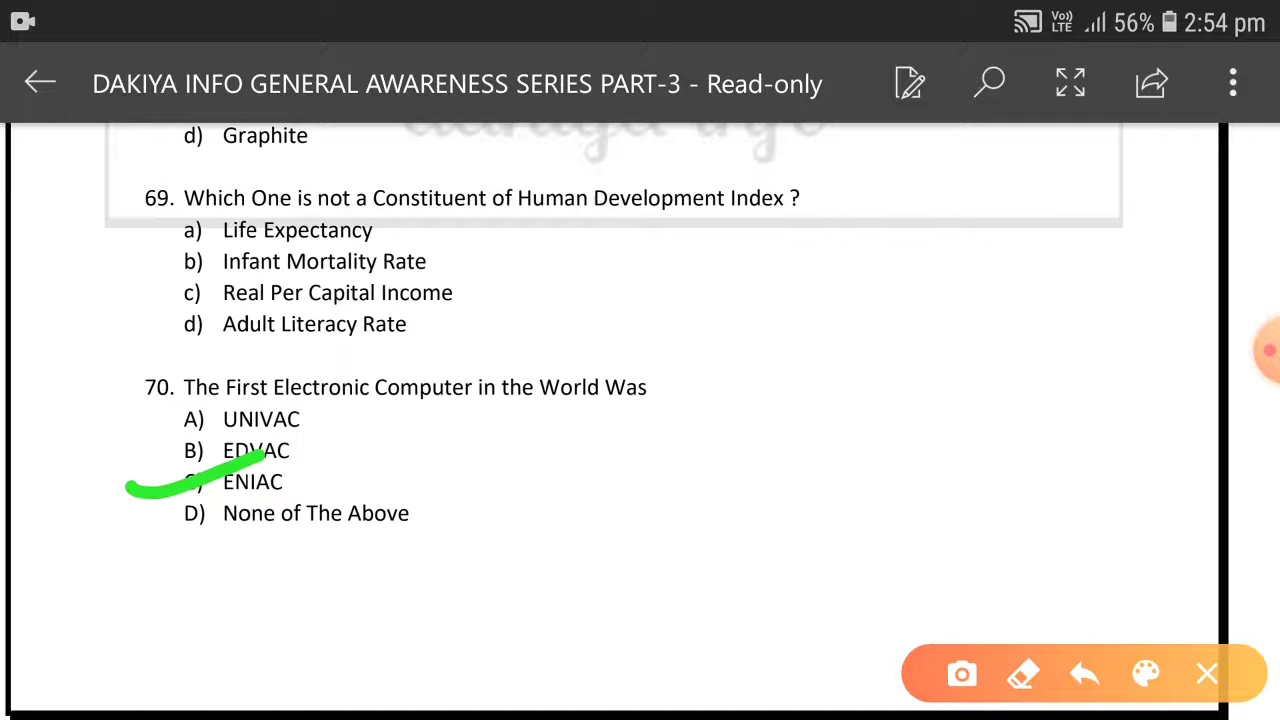 Vo)
LTE
56%
2:54 pm
DAKIYA INFO GENERAL AWARENESS SERIES PART-3 - Read-only
d) Graphite
69. Which One is not a Constituent of Human Development Index ?
a) Life Expectancy
b) Infant Mortality Rate
c) Real Per Capital Income
d) Adult Literacy Rate
70. The First Electronic Computer in the World Was
A) UNIVAC
B) EDVAC
C) ENIAC
D) None of The Above